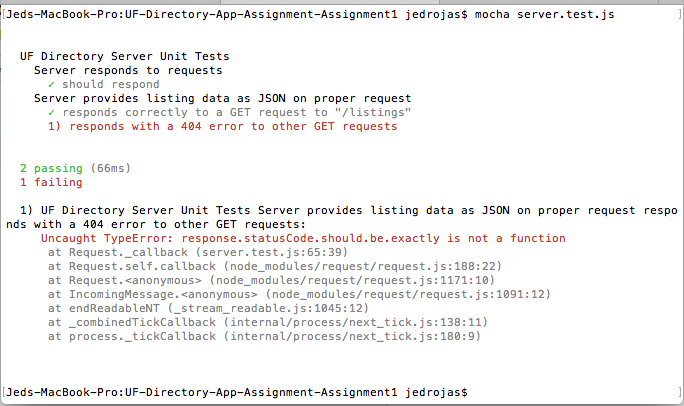 [Jeds-MacBook-Pro:UF-Directory-App-Assignment-Assignment1 jedrojas$ mocha server.test.js ]
UF Directory Server Unit Tests
Server responds to requests
✓ should respond
Server provides listing data as JSON on proper request
✓ responds correctly to a GET request to "/listings"
1) responds with a 404 error to other GET requests
2 passing (66ms)
1 failing
1) UF Directory Server Unit Tests Server provides listing data as JSON on proper request respo
nds with a 404 error to other GET requests:
Uncaught TypeError: response.statusCode.should.be.exactly is not a function
at Request._callback (server.test.js:65:39)
at Request.self.callback (node_modules/request/request.js:188:22)
at Request.<anonymous> (node_modules/request/request.js:1171:10)
at IncomingMessage.<anonymous> (node_modules/request/request.js:1091:12)
at endReadableNT (_stream_readable.js:1045:12)
at _combinedTickCallback (internal/process/next_tick.js:138:11)
at process._tickCallback (internal/process/next_tick.js:180:9)
[Jeds-MacBook-Pro:UF-Directory-App-Assignment-Assignment1 jedrojas$ ]